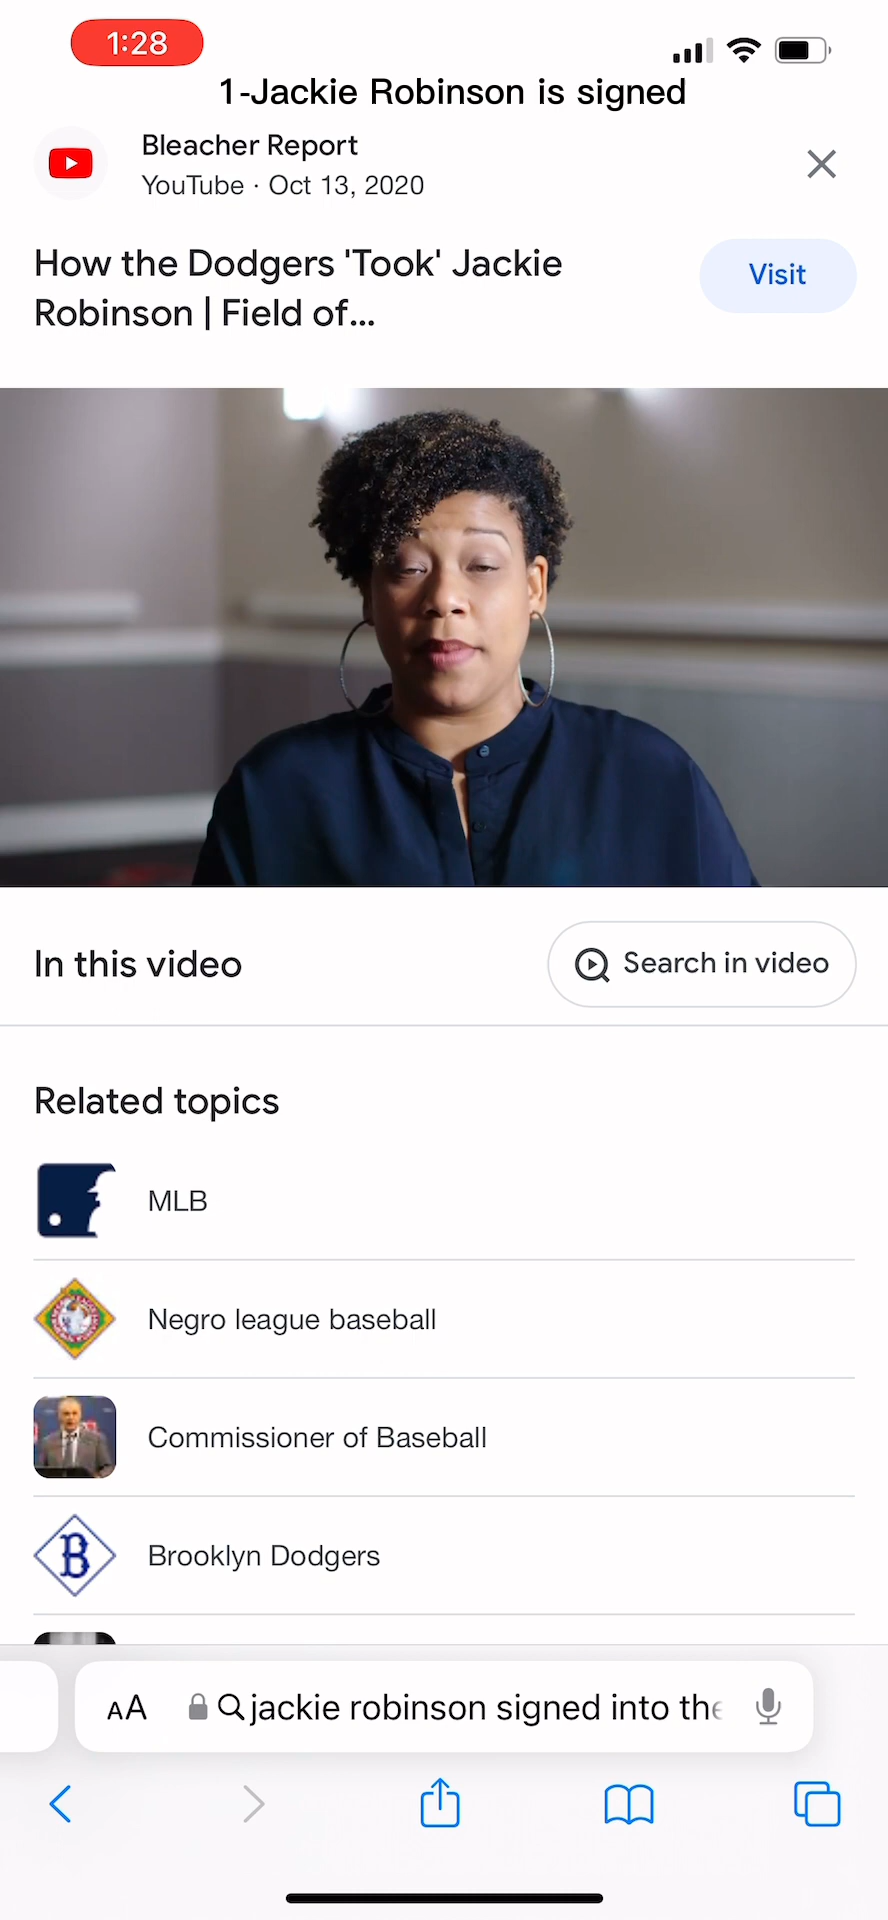 1:28
1-Jackie Robinson is signed
Bleacher Report
YouTube · Oct 13, 2020
How the Dodgers 'Took' Jackie
Robinson | Field of...
Visit
In this video
Search in video
Related topics
MLB
Negro league baseball
Commissioner of Baseball
B
Brooklyn Dodgers
AA
jackie robinson signed into the